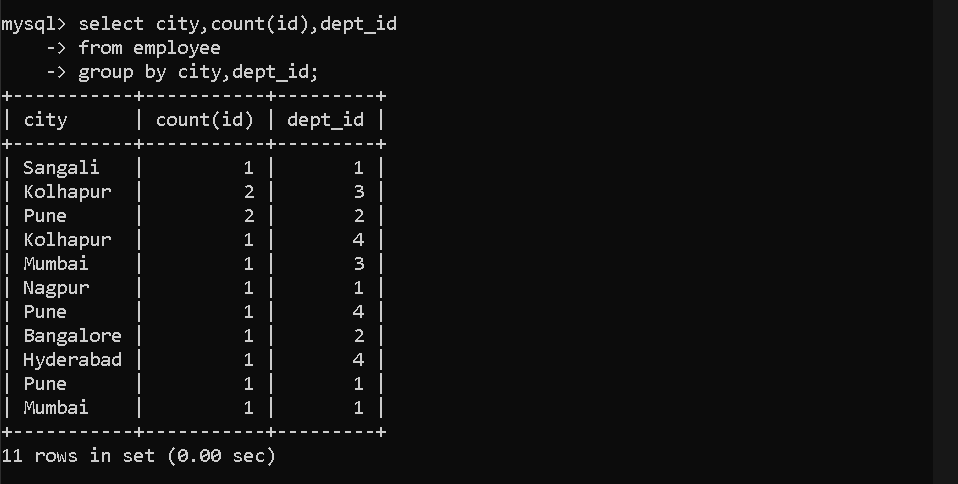 mysql> select city,count(id),dept_id
    -> from employee
    -> group by city,dept_id;
+-----------+-----------+---------+
| city      | count(id) | dept_id |
+-----------+-----------+---------+
| Sangali   |         1 |       1 |
| Kolhapur  |         2 |       3 |
| Pune      |         2 |       2 |
| Kolhapur  |         1 |       4 |
| Mumbai    |         1 |       3 |
| Nagpur    |         1 |       1 |
| Pune      |         1 |       4 |
| Bangalore |         1 |       2 |
| Hyderabad |         1 |       4 |
| Pune      |         1 |       1 |
| Mumbai    |         1 |       1 |
+-----------+-----------+---------+
11 rows in set (0.00 sec)